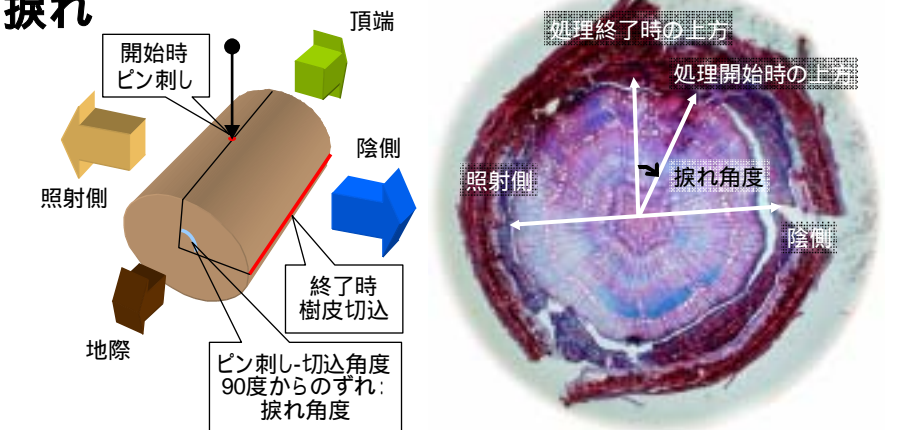 捩れ
頂端
開始時
ピン刺し
照射側
陰側
終了時
樹皮切込
地際
ピン刺し-切込角度
90度からのずれ:
捩れ角度
処理終了時の上方
処理開始時の上方
照射側
捩れ角度
陰側